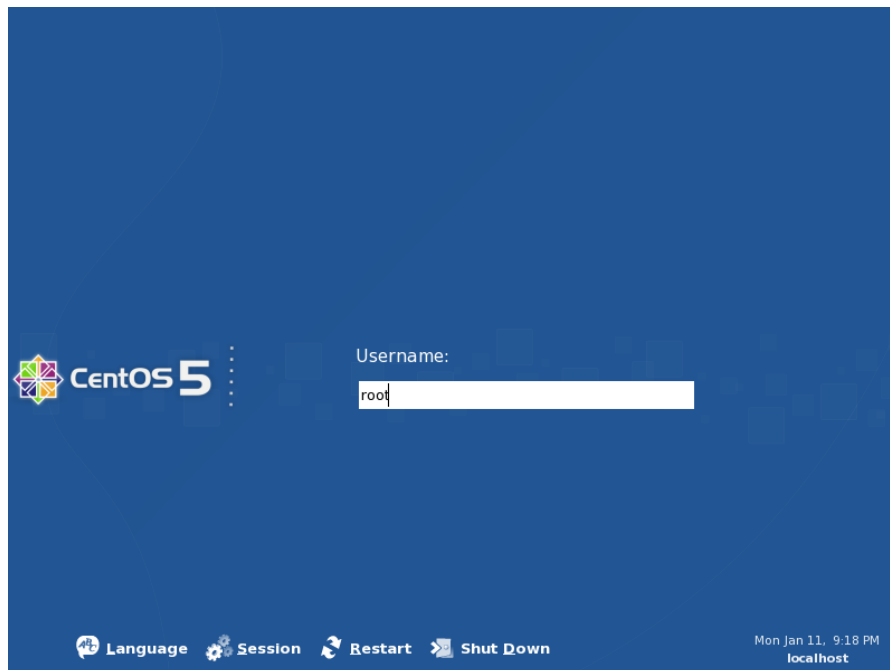 Username:
CentOS 5
root
Language Session Restart Shut Down
Mon Jan 11, 9:18 PM
localhost